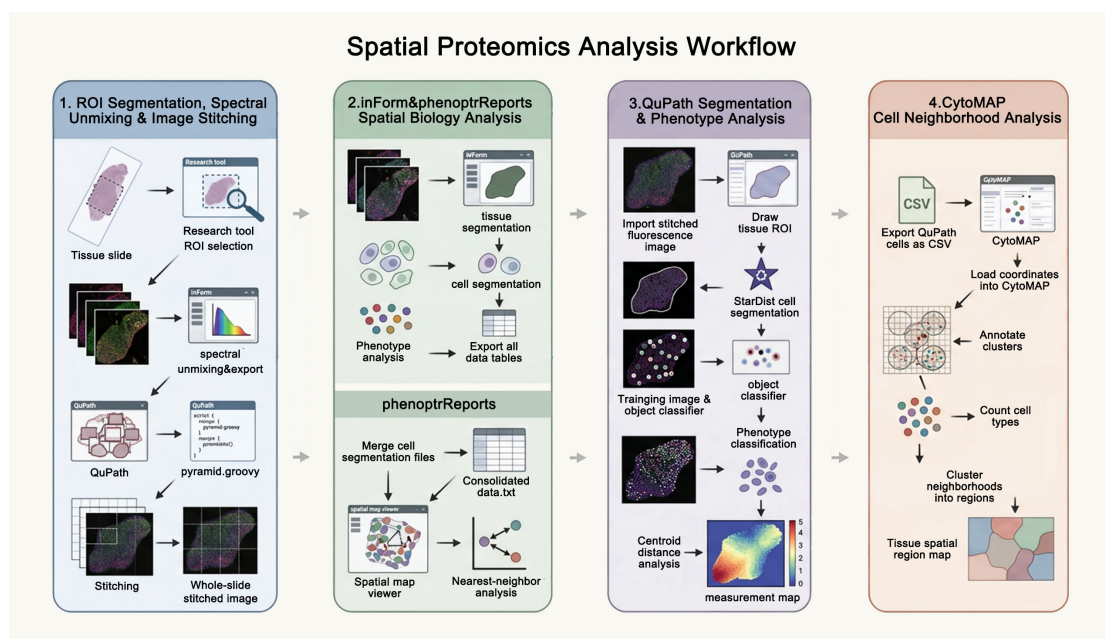 Spatial Proteomics Analysis Workflow
1. ROI Segmentation, Spectral
Unmixing & Image Stitching
Research tool
Research tool
ROI selection
Tissue slide
inForm
spectral
unmixing&export
QuPath
QuPath
script {
pyramid.groovy
}
QuPath
pyramid.groovy
Stitching
Whole-slide
stitched image
2.inForm&phenoptrReports
Spatial Biology Analysis
tissue
segmentation
cell segmentation
Phenotype
analysis
Export all
data tables
phenoptrReports
Merge cell
segmentation files
Consolidated
data.txt
spatial map viewer
Spatial map
viewer
Nearest-neighbor
analysis
3.QuPath Segmentation
& Phenotype Analysis
Import stitched
fluorescence
image
Draw
tissue ROI
StarDist cell
segmentation
Trainging image &
object classifier
object
classifier
Phenotype
classification
Centroid
distance
analysis
5
4
3
2
1
0
measurement map
4.CytoMAP
Cell Neighborhood Analysis
CSV
Export QuPath
cells as CSV
CytoMAP
Load coordinates
into CytoMAP
Annotate
clusters
Count cell
types
Cluster
neighborhoods
into regions
Tissue spatial
region map